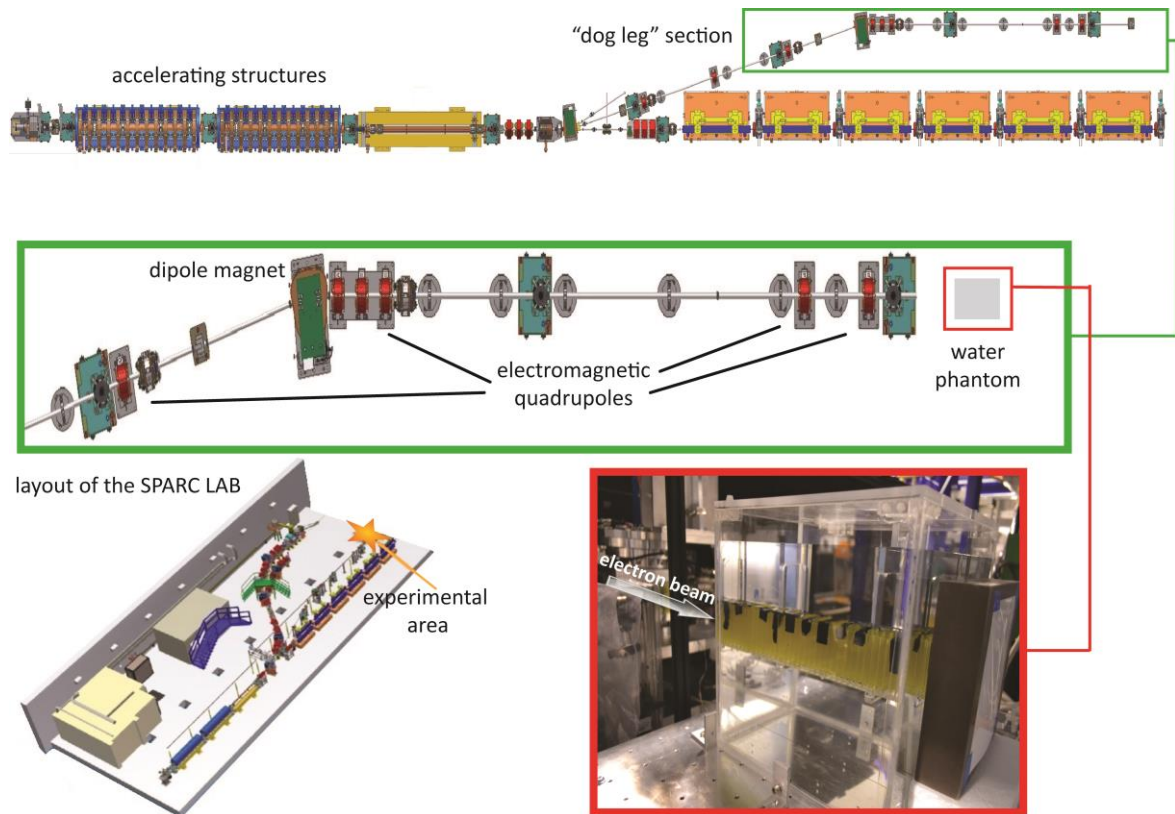 “dog leg” section
accelerating structures
dipole magnet
electromagnetic
quadrupoles
water
phantom
layout of the SPARC LAB
experimental
area
electron beam